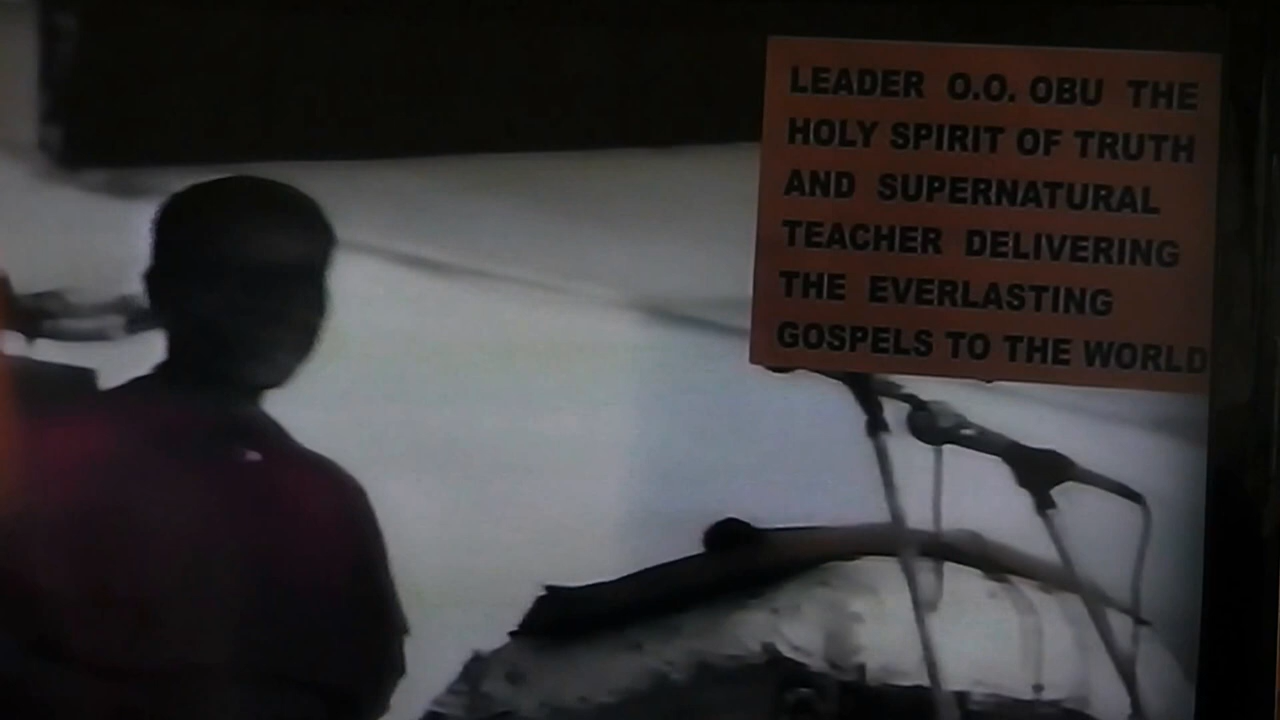 LEADER O.O. OBU THE
HOLY SPIRIT OF TRUTH
AND SUPERNATURAL
TEACHER DELIVERING
THE EVERLASTING
GOSPELS TO THE WORLD